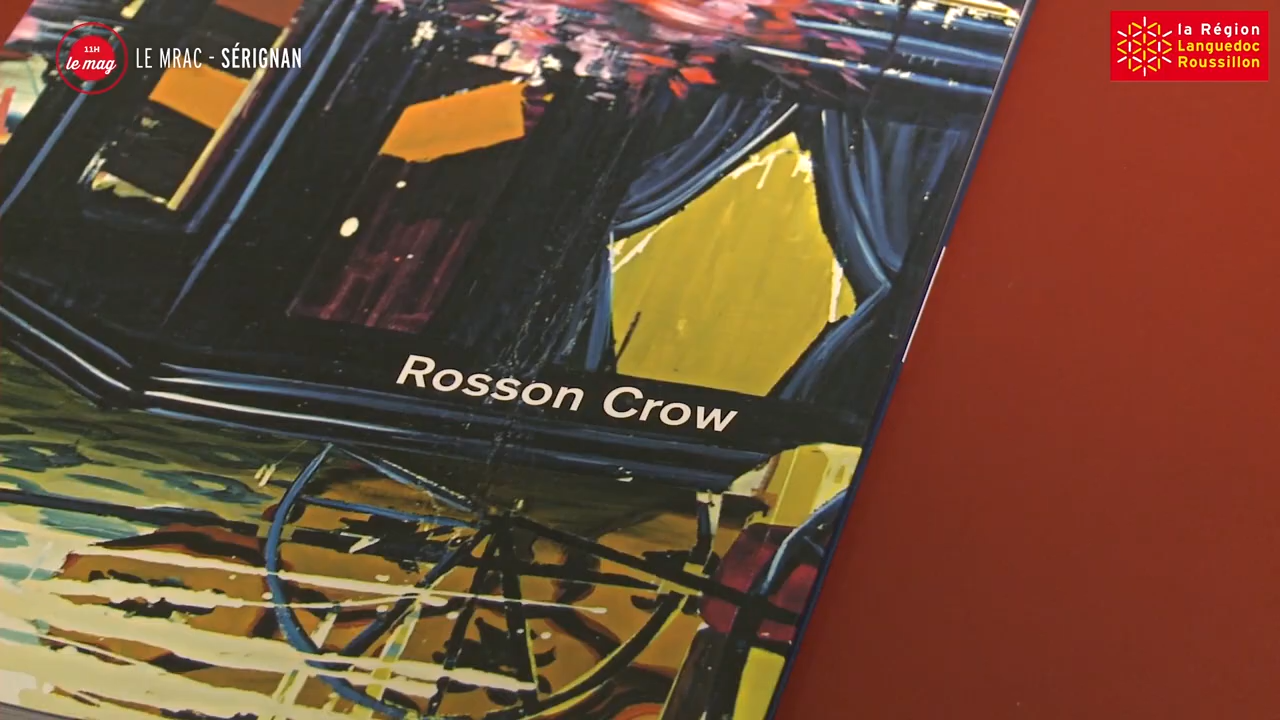 11H
le mag
LE MRAC - SÉRIGNAN
la Région
Languedoc
Roussillon
Rosson Crow